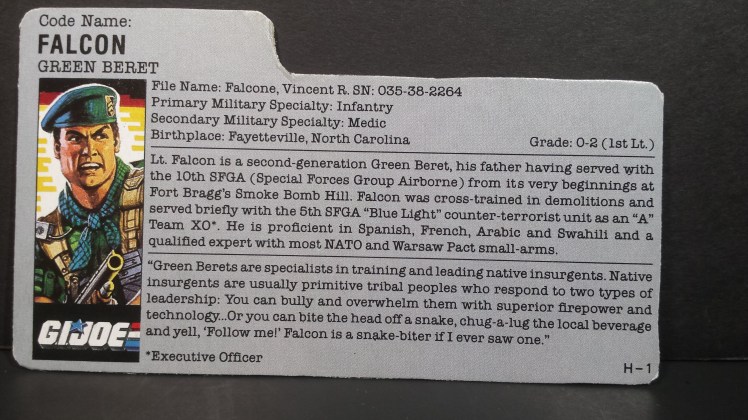 Code Name:
FALCON
GREEN BERET
File Name: Falcone, Vincent R. SN: 035-38-2264
Primary Military Specialty: Infantry
Secondary Military Specialty: Medic
Birthplace: Fayetteville, North Carolina Grade: O-2 (1st Lt.)
Lt. Falcon is a second-generation Green Beret, his father having served with
the 10th SFGA (Special Forces Group Airborne) from its very beginnings at
Fort Bragg's Smoke Bomb Hill. Falcon was cross-trained in demolitions and
served briefly with the 5th SFGA "Blue Light" counter-terrorist unit as an "A"
Team XO*. He is proficient in Spanish, French, Arabic and Swahili and a
qualified expert with most NATO and Warsaw Pact small-arms.
"Green Berets are specialists in training and leading native insurgents. Native
insurgents are usually primitive tribal peoples who respond to two types of
leadership: You can bully and overwhelm them with superior firepower and
technology...Or you can bite the head off a snake, chug-a-lug the local beverage
and yell, 'Follow me!' Falcon is a snake-biter if I ever saw one."
*Executive Officer
GI JOE
H-1